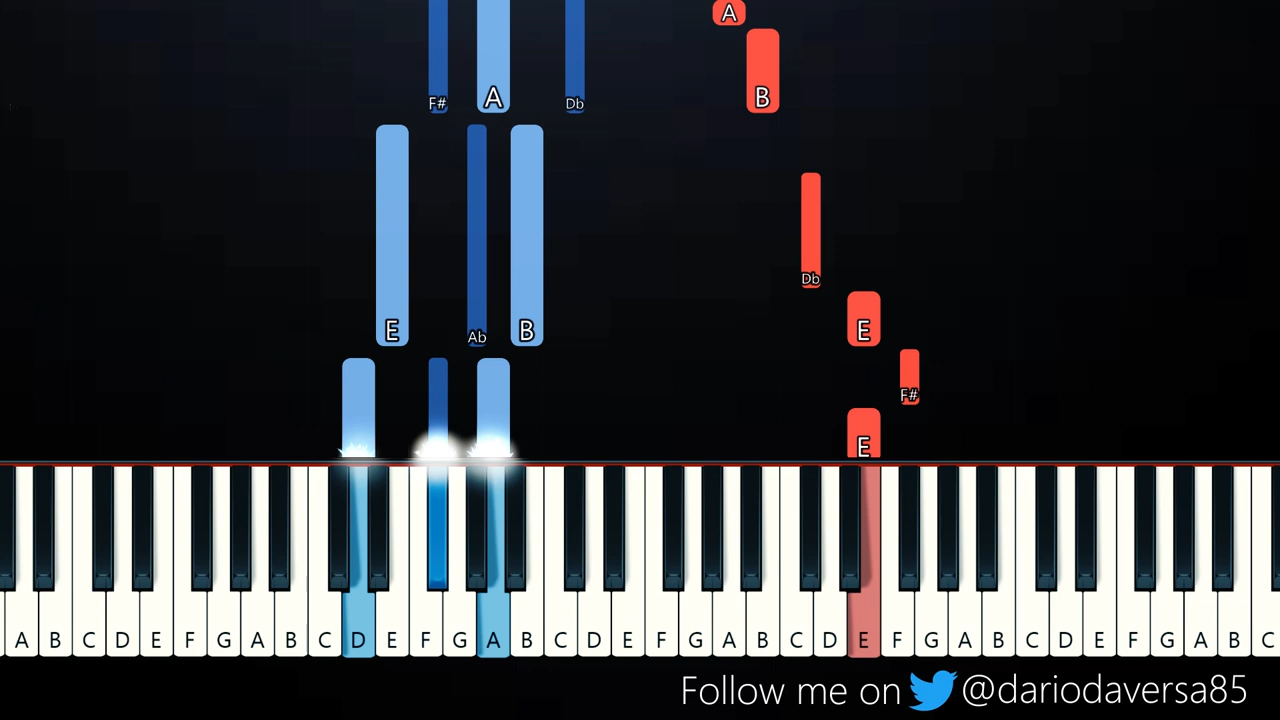 A
F# A Db B
Db
E Ab B E
F#
E
A B C D E F G A B C D E F G A B C D E F G A B C D E F G A B C D E F G A B C
Follow me on @dariodaversa85